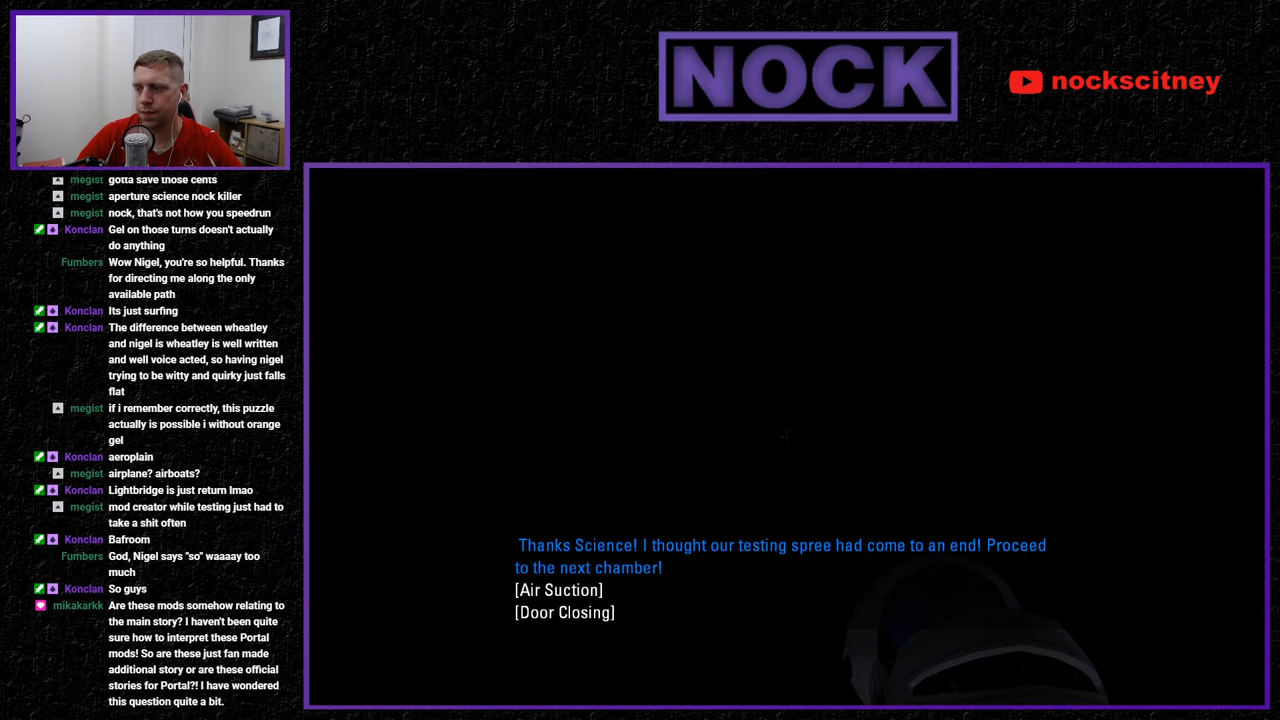 NOCK
nockscitney
megist gotta save those cents
megist aperture science nock killer
megist nock, that's not how you speedrun
Konclan Gel on those turns doesn't actually
do anything
Fumbers Wow Nigel, you're so helpful. Thanks
for directing me along the only
available path
Konclan Its just surfing
Konclan The difference between wheatley
and nigel is wheatley is well written
and well voice acted, so having nigel
trying to be witty and quirky just falls
flat
megist if i remember correctly, this puzzle
actually is possible i without orange
gel
Konclan aeroplain
megist airplane? airboats?
Konclan Lightbridge is just return lmao
megist mod creator while testing just had to
take a shit often
Konclan Bafroom
Fumbers God, Nigel says "so" waaaay too
much
Konclan So guys
mikakarkk Are these mods somehow relating to
the main story? I haven't been quite
sure how to interpret these Portal
mods! So are these just fan made
additional story or are these official
stories for Portal?! I have wondered
this question quite a bit.
Thanks Science! I thought our testing spree had come to an end! Proceed
to the next chamber!
[Air Suction]
[Door Closing]